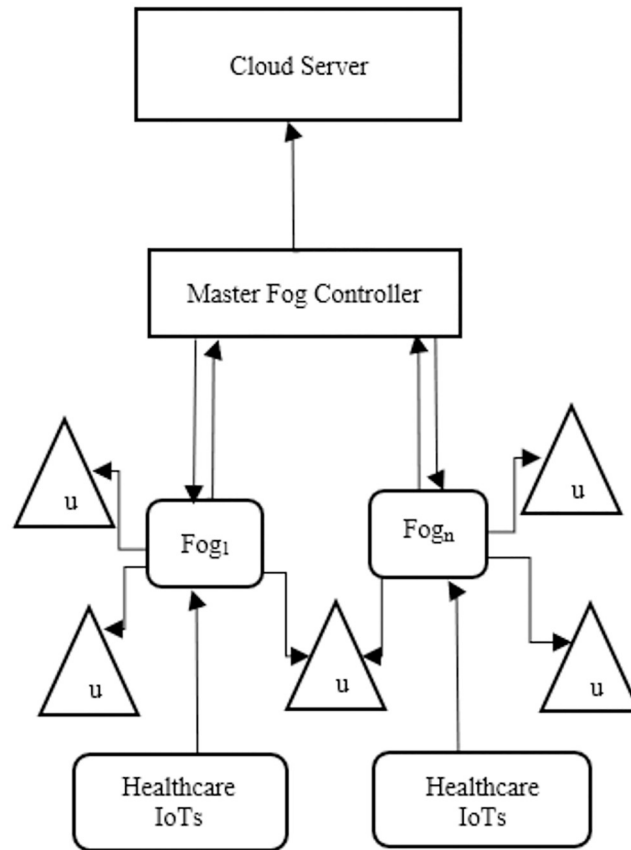 Cloud Server
Master Fog Controller
u
u
Fog₁
Fogₙ
u
u
u
Healthcare
IoTs
Healthcare
IoTs